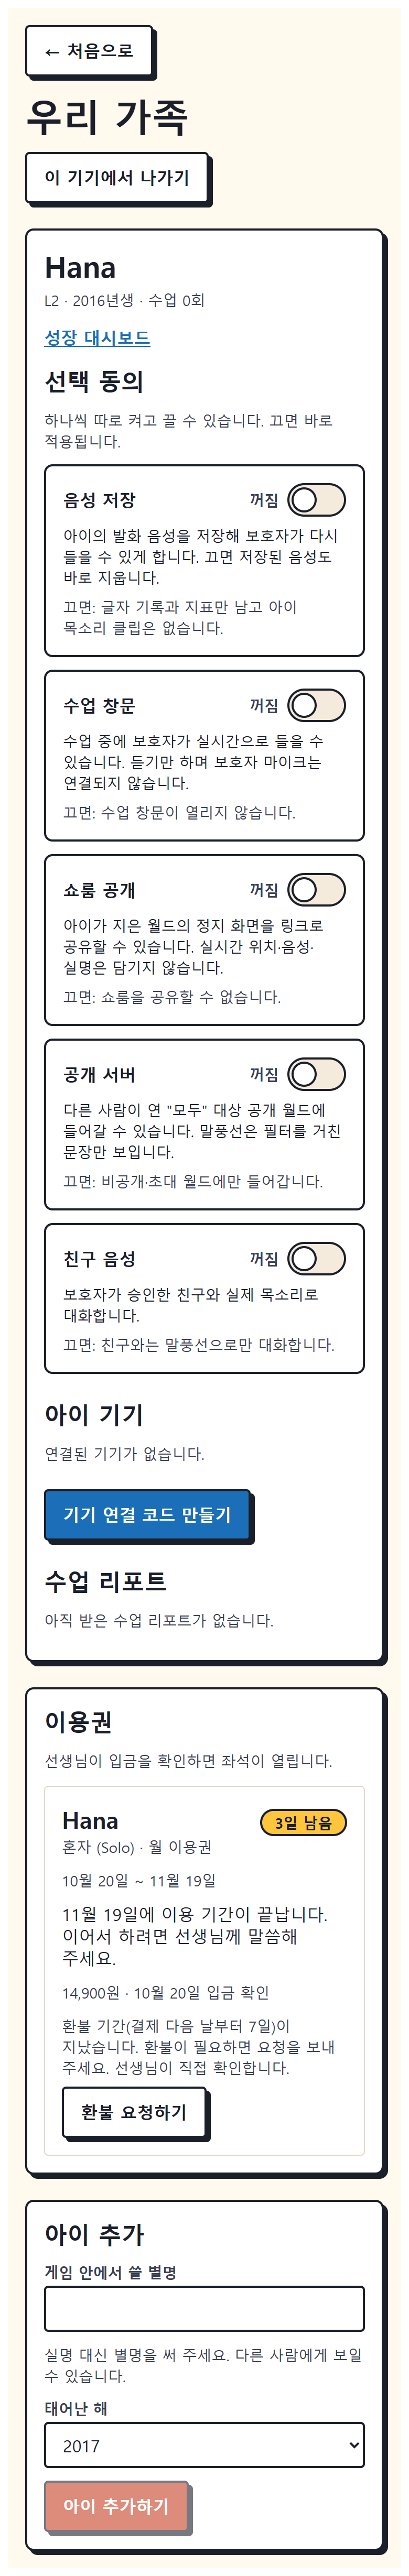 ← 처음으로
우리 가족
이 기기에서 나가기
Hana
L2 · 2016년생 · 수업 0회
성장 대시보드
선택 동의
하나씩 따로 켜고 끌 수 있습니다. 끄면 바로
적용됩니다.
음성 저장 꺼짐
아이의 발화 음성을 저장해 보호자가 다시
들을 수 있게 합니다. 끄면 저장된 음성도
바로 지웁니다.
끄면: 글자 기록과 지표만 남고 아이
목소리 클립은 없습니다.
수업 창문 꺼짐
수업 중에 보호자가 실시간으로 들을 수
있습니다. 듣기만 하며 보호자 마이크는
연결되지 않습니다.
끄면: 수업 창문이 열리지 않습니다.
쇼룸 공개 꺼짐
아이가 지은 월드의 정지 화면을 링크로
공유할 수 있습니다. 실시간 위치·음성·
실명은 담기지 않습니다.
끄면: 쇼룸을 공유할 수 없습니다.
공개 서버 꺼짐
다른 사람이 연 "모두" 대상 공개 월드에
들어갈 수 있습니다. 말풍선은 필터를 거친
문장만 보입니다.
끄면: 비공개·초대 월드에만 들어갑니다.
친구 음성 꺼짐
보호자가 승인한 친구와 실제 목소리로
대화합니다.
끄면: 친구와는 말풍선으로만 대화합니다.
아이 기기
연결된 기기가 없습니다.
기기 연결 코드 만들기
수업 리포트
아직 받은 수업 리포트가 없습니다.
이용권
선생님이 입금을 확인하면 좌석이 열립니다.
Hana 3일 남음
혼자 (Solo) · 월 이용권
10월 20일 ~ 11월 19일
11월 19일에 이용 기간이 끝납니다.
이어서 하려면 선생님께 말씀해
주세요.
14,900원 · 10월 20일 입금 확인
환불 기간(결제 다음 날부터 7일)이
지났습니다. 환불이 필요하면 요청을 보내
주세요. 선생님이 직접 확인합니다.
환불 요청하기
아이 추가
게임 안에서 쓸 별명
실명 대신 별명을 써 주세요. 다른 사람에게 보일
수 있습니다.
태어난 해
2017
아이 추가하기